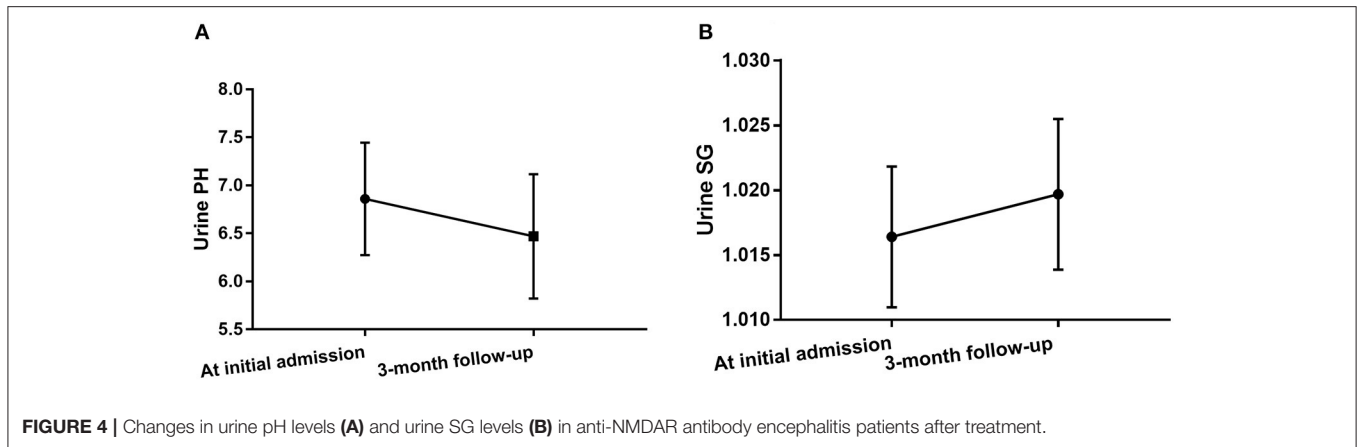 A
Urine PH
8.0
7.5
7.0
6.5
6.0
5.5
At initial admission
3-month follow-up
B
Urine SG
1.030
1.025
1.020
1.015
1.010
At initial admission
3-month follow-up
FIGURE 4 | Changes in urine pH levels (A) and urine SG levels (B) in anti-NMDAR antibody encephalitis patients after treatment.